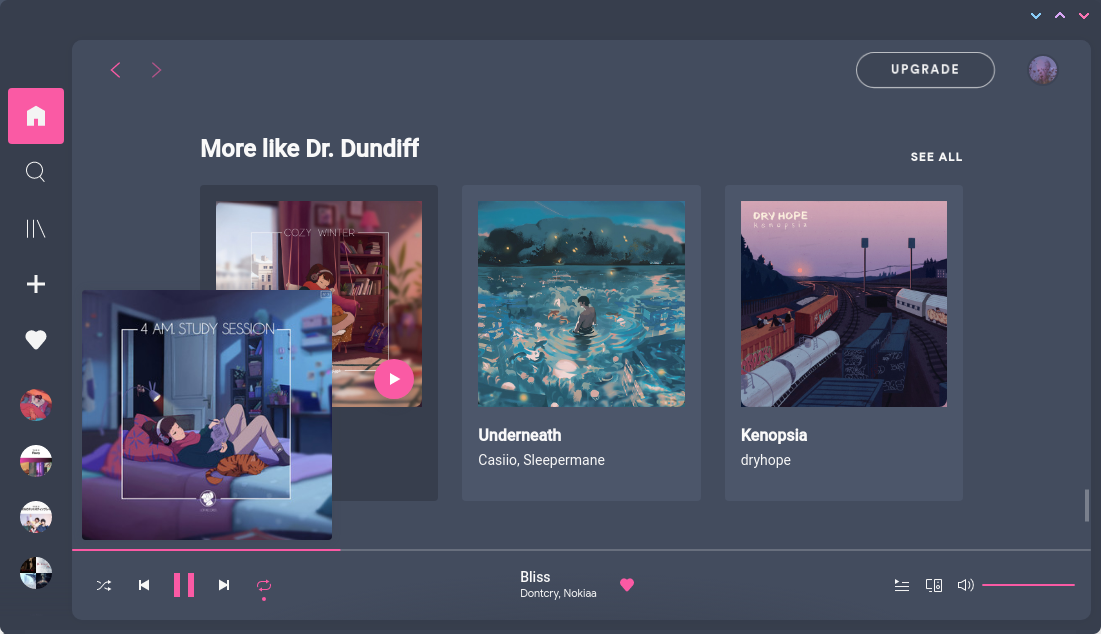 UPGRADE
More like Dr. Dundiff
SEE ALL
COZY WINTER
4 AM STUDY SESSION
DRY HOPE
kenopsia
Underneath
Casiio, Sleepermane
Kenopsia
dryhope
Bliss
Dontcry, Nokiaa